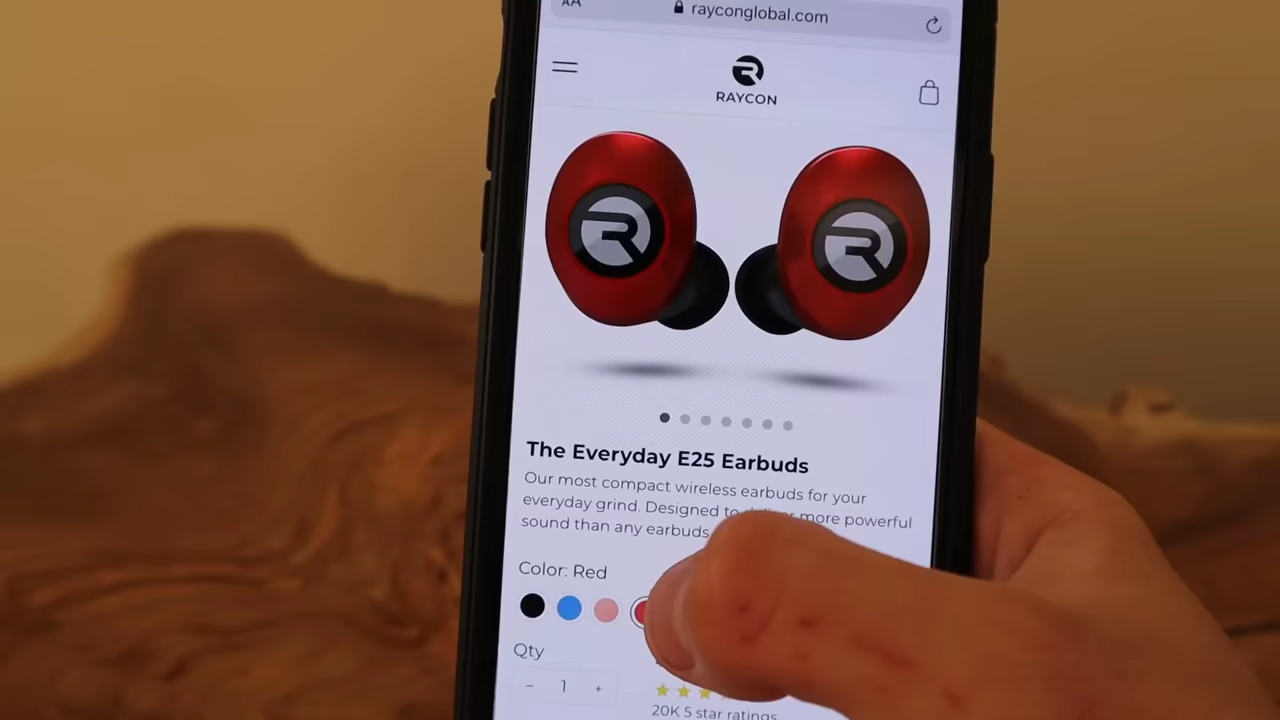 AA rayconglobal.com
RAYCON
The Everyday E25 Earbuds
Our most compact wireless earbuds for your
everyday grind. Designed to more powerful
sound than any earbuds
Color: Red
Qty
- 1 +
20K 5 star ratings